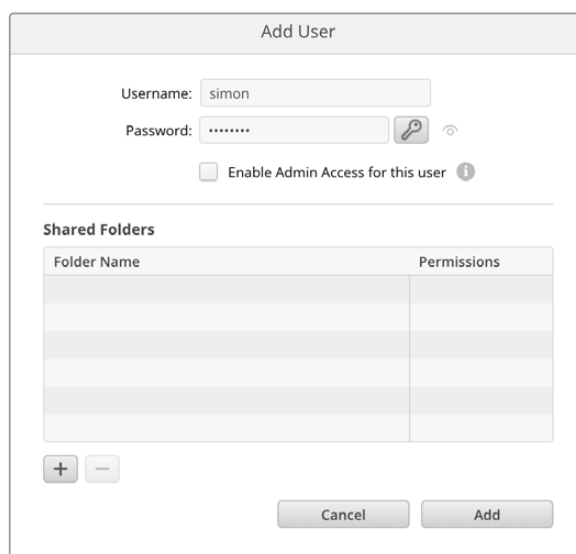 Add User
Username: simon
Password: ••••••••
Enable Admin Access for this user i
Shared Folders
Folder Name Permissions
+ −
Cancel Add